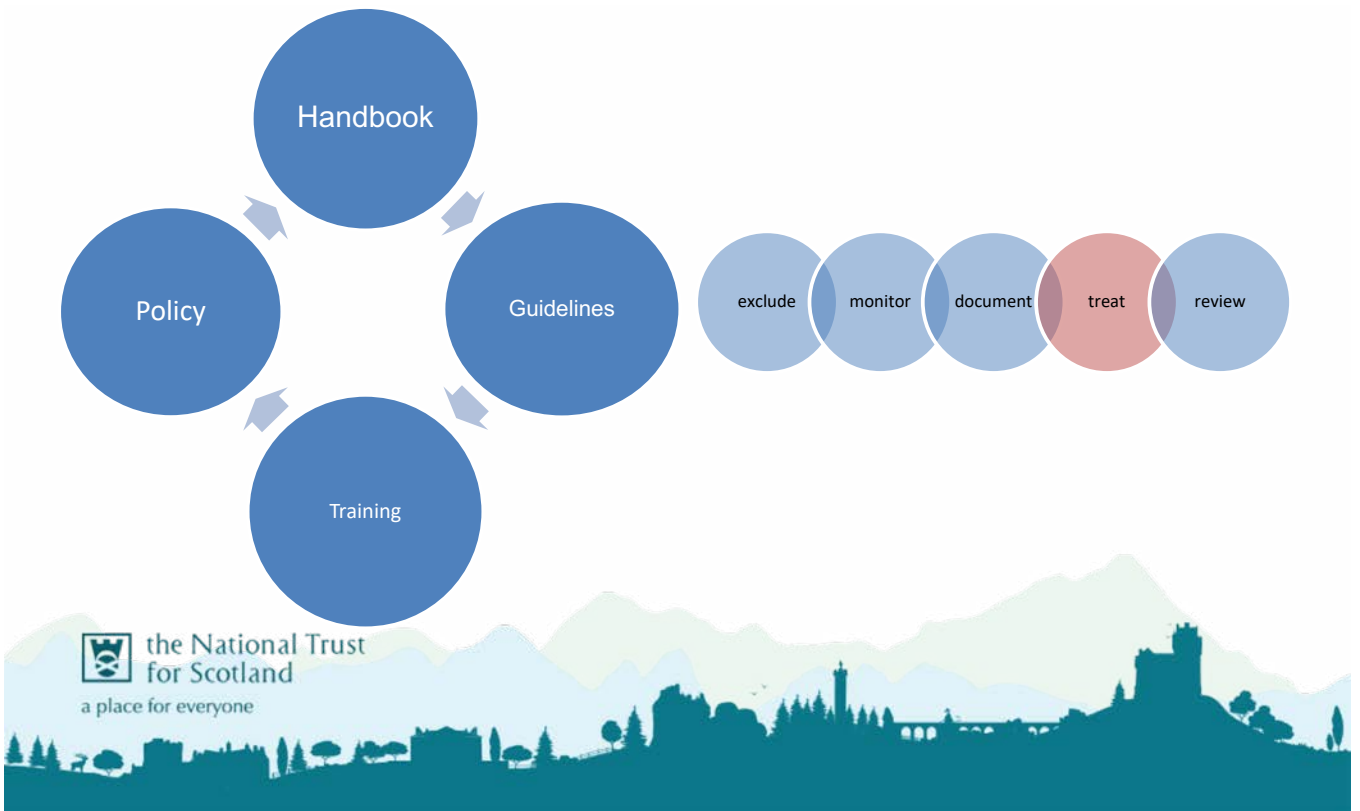 Handbook
Policy
Guidelines
Training
exclude
monitor
document
treat
review
the National Trust
for Scotland
a place for everyone